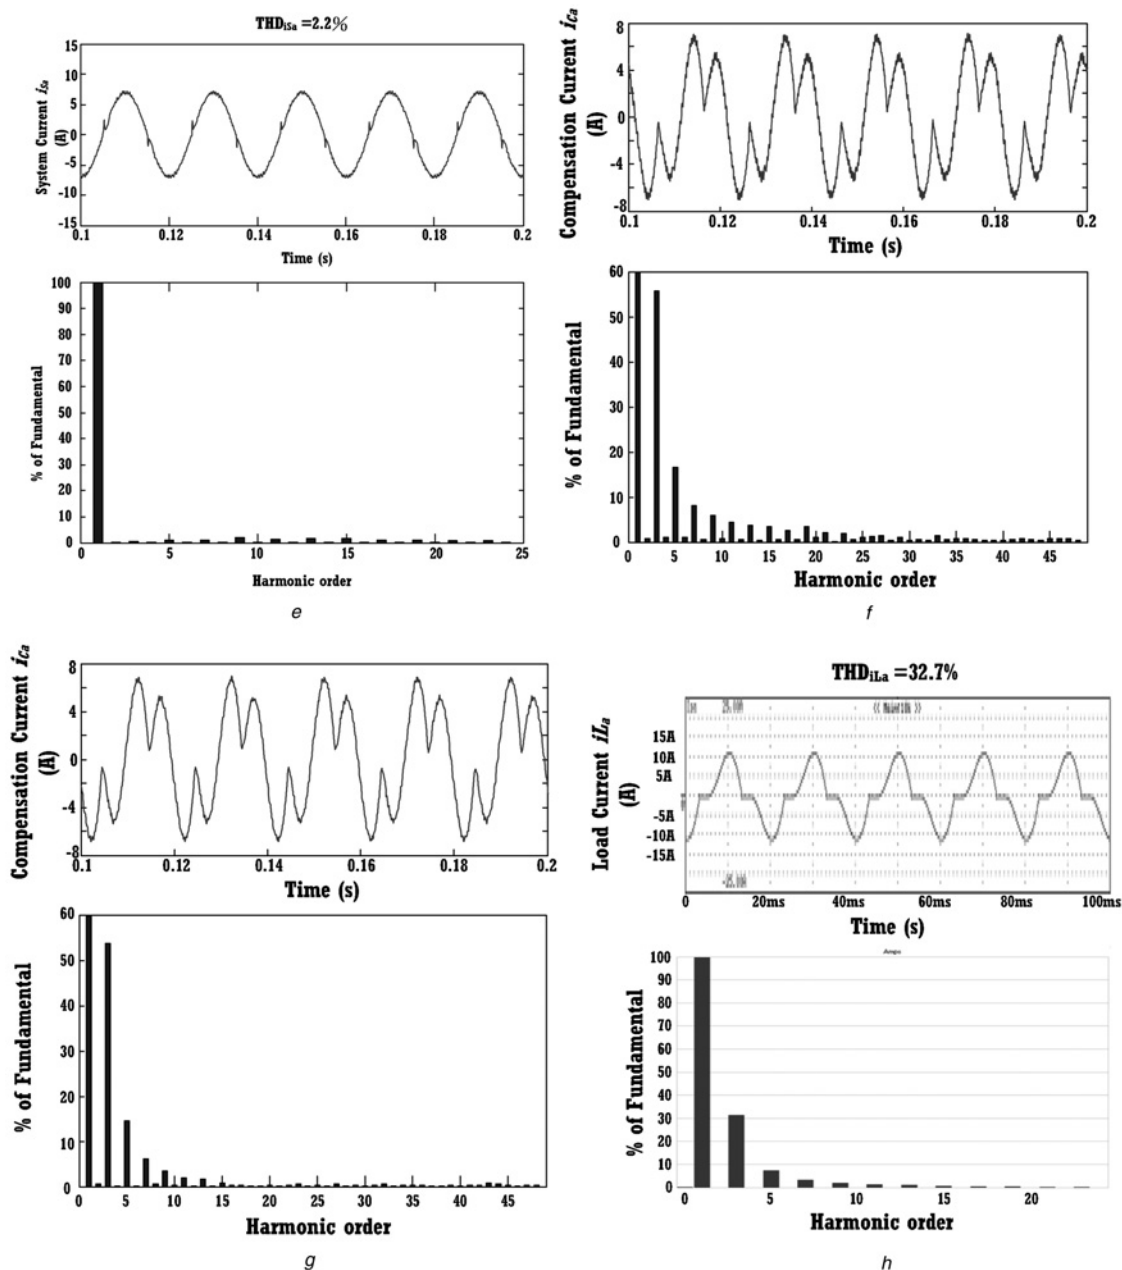 THDiSa =2.2%
System Current iSa
(A)
15
10
5
0
-5
-10
-15
0.1 0.12 0.14 0.16 0.18 0.2
Time (s)
% of Fundamental
100
90
80
70
60
50
40
30
20
10
0
0 5 10 15 20 25
Harmonic order
e
Compensation Current iCa
(A)
8
4
0
-4
-8
0.1 0.12 0.14 0.16 0.18 0.2
Time (s)
% of Fundamental
60
50
40
30
20
10
0
0 5 10 15 20 25 30 35 40 45
Harmonic order
f
Compensation Current iCa
(A)
8
4
0
-4
-8
0.1 0.12 0.14 0.16 0.18 0.2
Time (s)
% of Fundamental
60
50
40
30
20
10
0
0 5 10 15 20 25 30 35 40 45
Harmonic order
g
THDiLa =32.7%
Load Current iLa
(A)
15A
10A
5A
-5A
-10A
-15A
0 20ms 40ms 60ms 80ms 100ms
Time (s)
Amps
% of Fundamental
100
90
80
70
60
50
40
30
20
10
0
0 5 10 15 20
Harmonic order
h